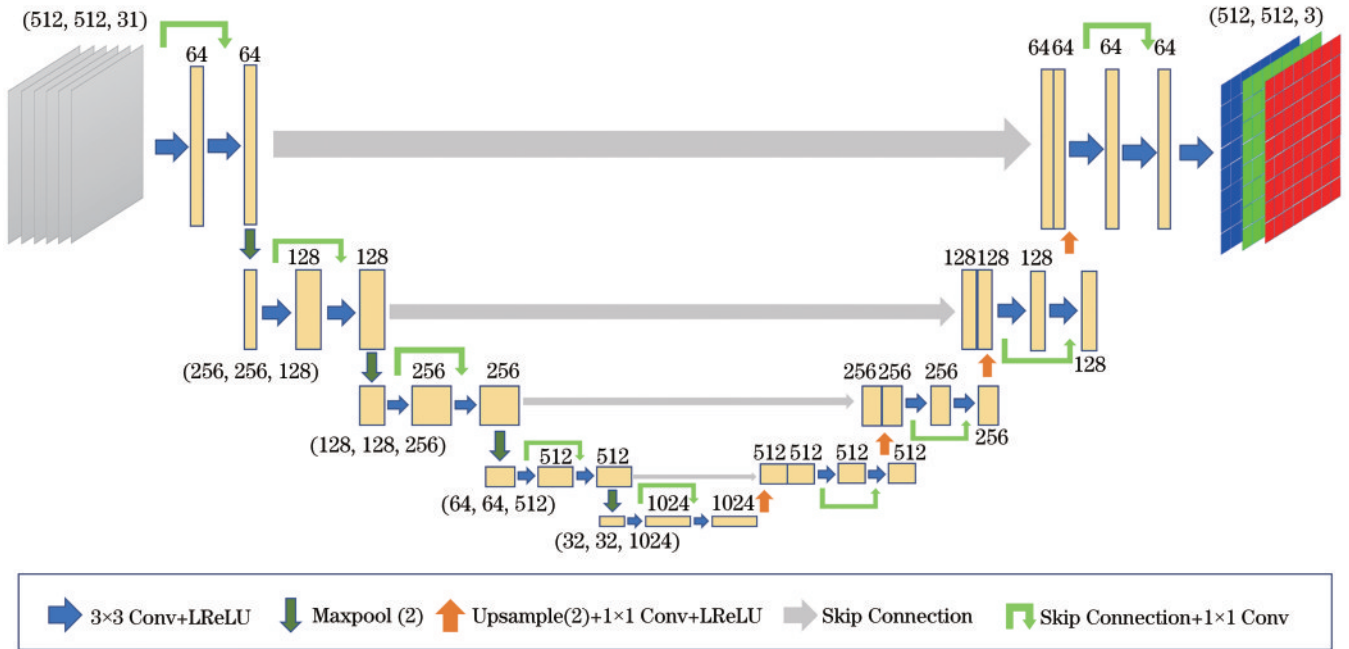 (512, 512, 31)
(512, 512, 3)
64
64
64 64
64
64
128
128
128 128
128
128
(256, 256, 128)
256
256
256 256
256
256
(128, 128, 256)
512
512
512 512
512
512
(64, 64, 512)
1024
1024
(32, 32, 1024)
3×3 Conv+LReLU
Maxpool (2)
Upsample(2)+1×1 Conv+LReLU
Skip Connection
Skip Connection+1×1 Conv